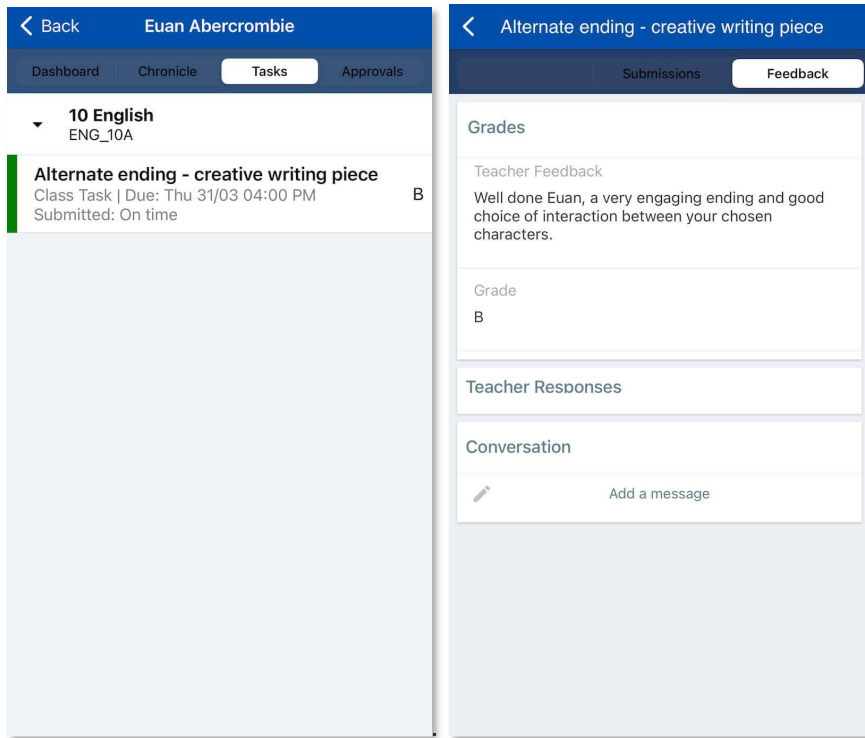 Back
Euan Abercrombie
Dashboard
Chronicle
Tasks
Approvals
10 English
ENG_10A
Alternate ending - creative writing piece
Class Task | Due: Thu 31/03 04:00 PM
B
Submitted: On time
Alternate ending - creative writing piece
Submissions
Feedback
Grades
Teacher Feedback
Well done Euan, a very engaging ending and good
choice of interaction between your chosen
characters.
Grade
B
Teacher Responses
Conversation
Add a message